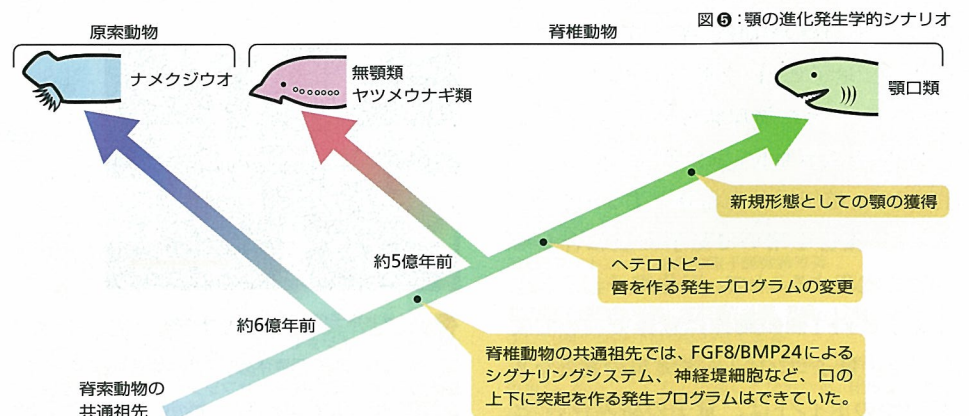 図❺:顎の進化発生学的シナリオ
原索動物
脊椎動物
ナメクジウオ
無顎類
ヤツメウナギ類
顎口類
新規形態としての顎の獲得
約5億年前
ヘテロトピー
唇を作る発生プログラムの変更
約6億年前
脊椎動物の共通祖先では、FGF8/BMP24による
シグナリングシステム、神経堤細胞など、口の
上下に突起を作る発生プログラムはできていた。
脊索動物の
共通祖先